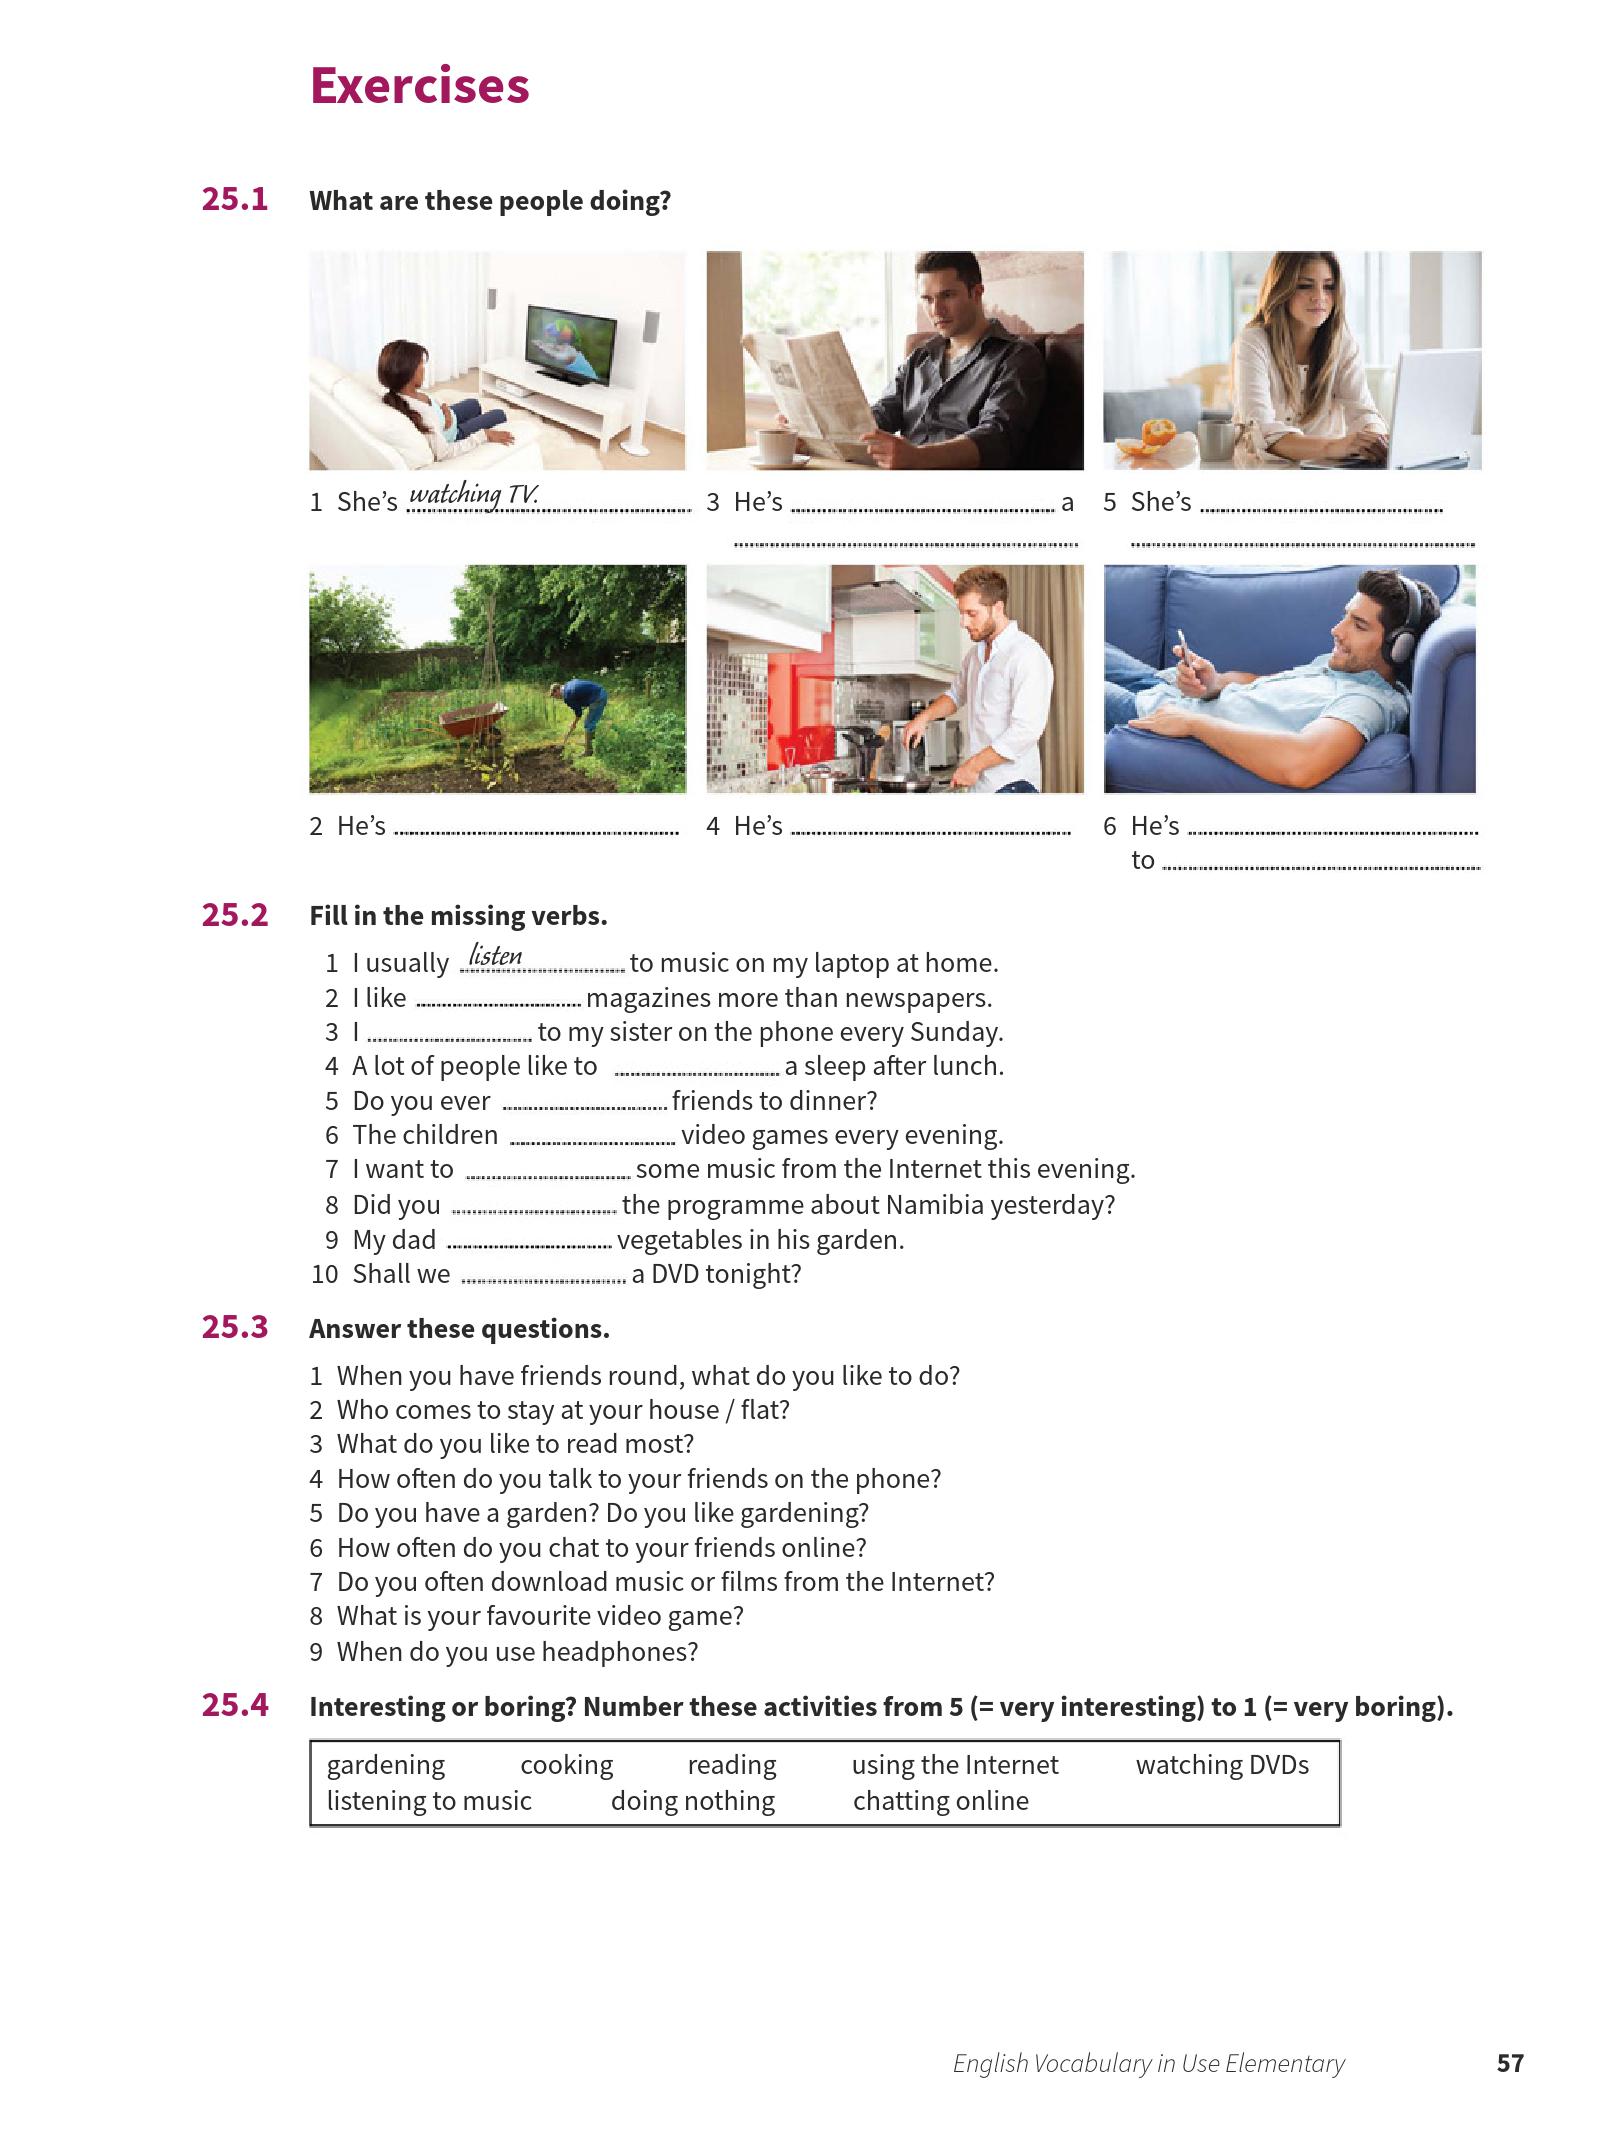 Exercises
25.1 What are these people doing?
1 She's watching TV.
3 He's a
5 She's
2 He's
4 He's
6 He's
to
25.2 Fill in the missing verbs.
1 I usually listen to music on my laptop at home.
2 I like magazines more than newspapers.
3 I to my sister on the phone every Sunday.
4 A lot of people like to a sleep after lunch.
5 Do you ever friends to dinner?
6 The children video games every evening.
7 I want to some music from the Internet this evening.
8 Did you the programme about Namibia yesterday?
9 My dad vegetables in his garden.
10 Shall we a DVD tonight?
25.3 Answer these questions.
1 When you have friends round, what do you like to do?
2 Who comes to stay at your house / flat?
3 What do you like to read most?
4 How often do you talk to your friends on the phone?
5 Do you have a garden? Do you like gardening?
6 How often do you chat to your friends online?
7 Do you often download music or films from the Internet?
8 What is your favourite video game?
9 When do you use headphones?
25.4 Interesting or boring? Number these activities from 5 (= very interesting) to 1 (= very boring).
gardening cooking reading using the Internet watching DVDs
listening to music doing nothing chatting online
English Vocabulary in Use Elementary 57